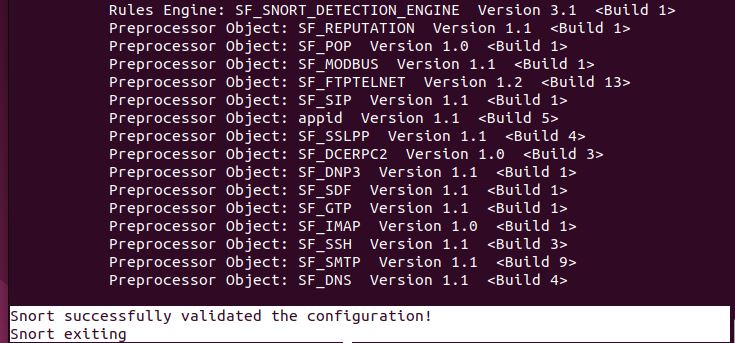 Rules Engine: SF_SNORT_DETECTION_ENGINE  Version 3.1  <Build 1>
Preprocessor Object: SF_REPUTATION  Version 1.1  <Build 1>
Preprocessor Object: SF_POP  Version 1.0  <Build 1>
Preprocessor Object: SF_MODBUS  Version 1.1  <Build 1>
Preprocessor Object: SF_FTPTELNET  Version 1.2  <Build 13>
Preprocessor Object: SF_SIP  Version 1.1  <Build 1>
Preprocessor Object: appid  Version 1.1  <Build 5>
Preprocessor Object: SF_SSLPP  Version 1.1  <Build 4>
Preprocessor Object: SF_DCERPC2  Version 1.0  <Build 3>
Preprocessor Object: SF_DNP3  Version 1.1  <Build 1>
Preprocessor Object: SF_SDF  Version 1.1  <Build 1>
Preprocessor Object: SF_GTP  Version 1.1  <Build 1>
Preprocessor Object: SF_IMAP  Version 1.0  <Build 1>
Preprocessor Object: SF_SSH  Version 1.1  <Build 3>
Preprocessor Object: SF_SMTP  Version 1.1  <Build 9>
Preprocessor Object: SF_DNS  Version 1.1  <Build 4>
Snort successfully validated the configuration!
Snort exiting